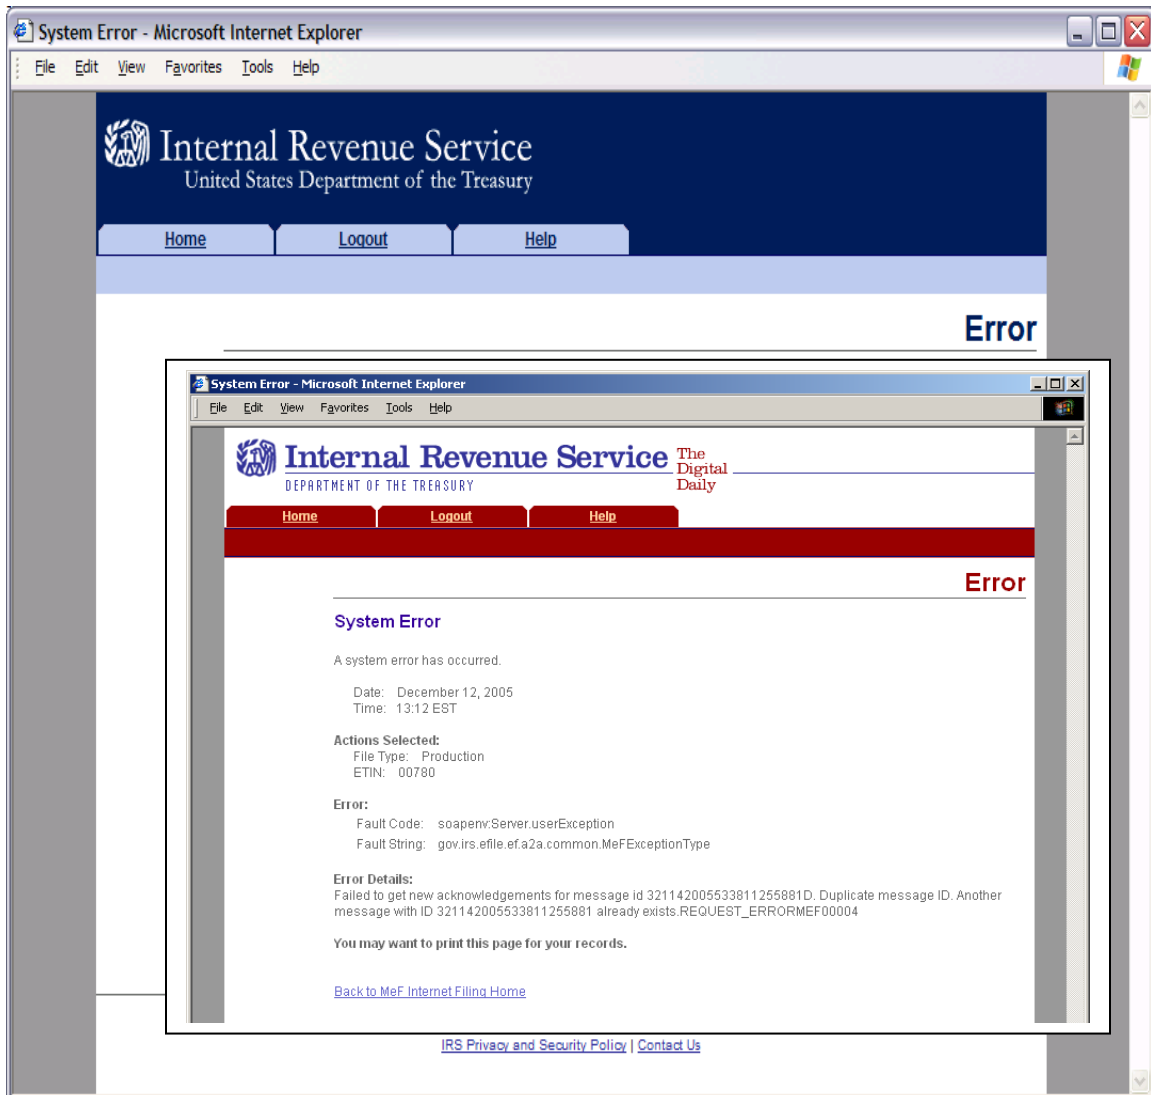 System Error - Microsoft Internet Explorer
File Edit View Favorites Tools Help
Internal Revenue Service
United States Department of the Treasury
Home Logout Help
Error
System Error - Microsoft Internet Explorer
File Edit View Favorites Tools Help
Internal Revenue Service The Digital Daily
DEPARTMENT OF THE TREASURY
Home Logout Help
Error
System Error
A system error has occurred.
Date: December 12, 2005
Time: 13:12 EST
Actions Selected:
File Type: Production
ETIN: 00780
Error:
Fault Code: soapenv:Server.userException
Fault String: gov.irs.efile.ef.a2a.common.MeFExceptionType
Error Details:
Failed to get new acknowledgements for message id 321142005533811255881D. Duplicate message ID. Another
message with ID 321142005533811255881 already exists.REQUEST_ERRORMEF00004
You may want to print this page for your records.
Back to MeF Internet Filing Home
IRS Privacy and Security Policy | Contact Us